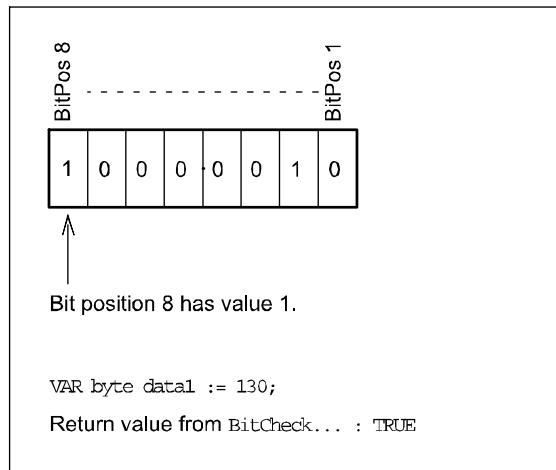 BitPos 8
BitPos 1
1 0 0 0 0 0 1 0
Bit position 8 has value 1.
VAR byte data1 := 130;
Return value from BitCheck... : TRUE